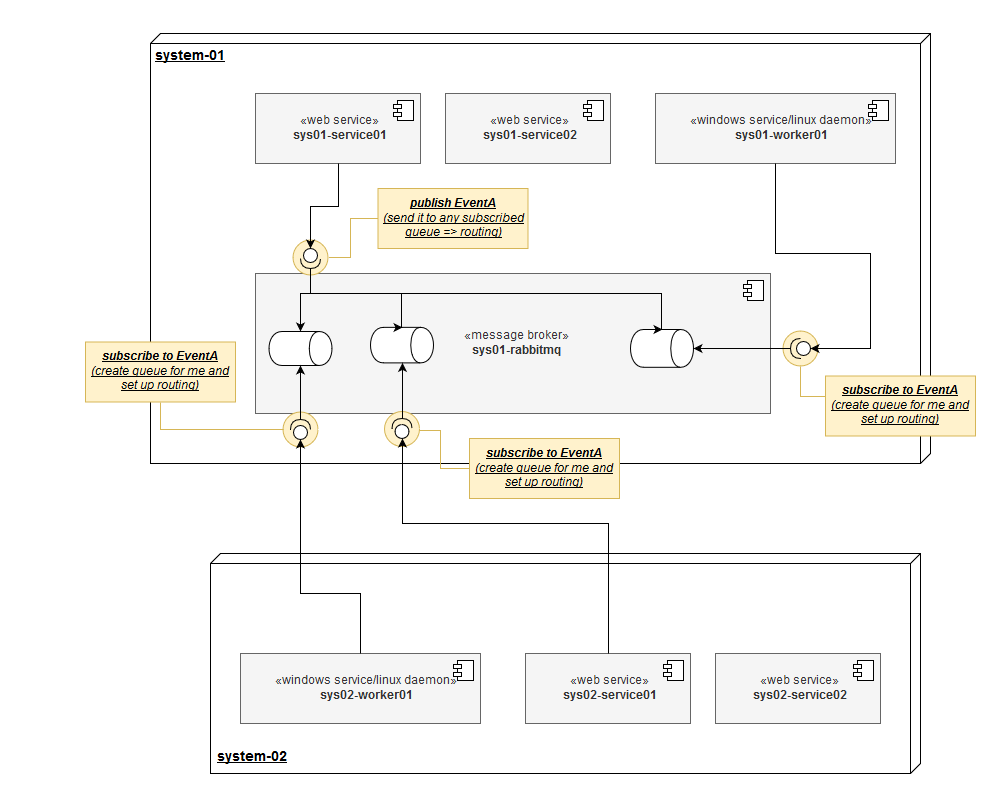 system-01
«web service»
sys01-service01
«web service»
sys01-service02
«windows service/linux daemon»
sys01-worker01
publish EventA
(send it to any subscribed
queue => routing)
«message broker»
sys01-rabbitmq
subscribe to EventA
(create queue for me and
set up routing)
subscribe to EventA
(create queue for me and
set up routing)
subscribe to EventA
(create queue for me and
set up routing)
«windows service/linux daemon»
sys02-worker01
«web service»
sys02-service01
«web service»
sys02-service02
system-02